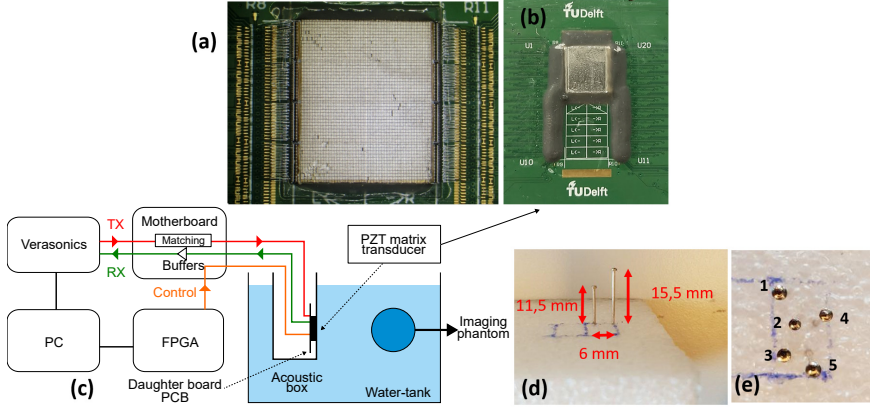 (a)
R8
R11
(b)
TUDelft
U1
U20
U10
U11
TUDelft
(c)
Verasonics
TX
RX
Motherboard
Matching
Buffers
Control
PC
FPGA
PZT matrix
transducer
Daughter board
PCB
Acoustic
box
Water-tank
Imaging
phantom
(d)
11,5 mm
15,5 mm
6 mm
(e)
1
2
3
4
5